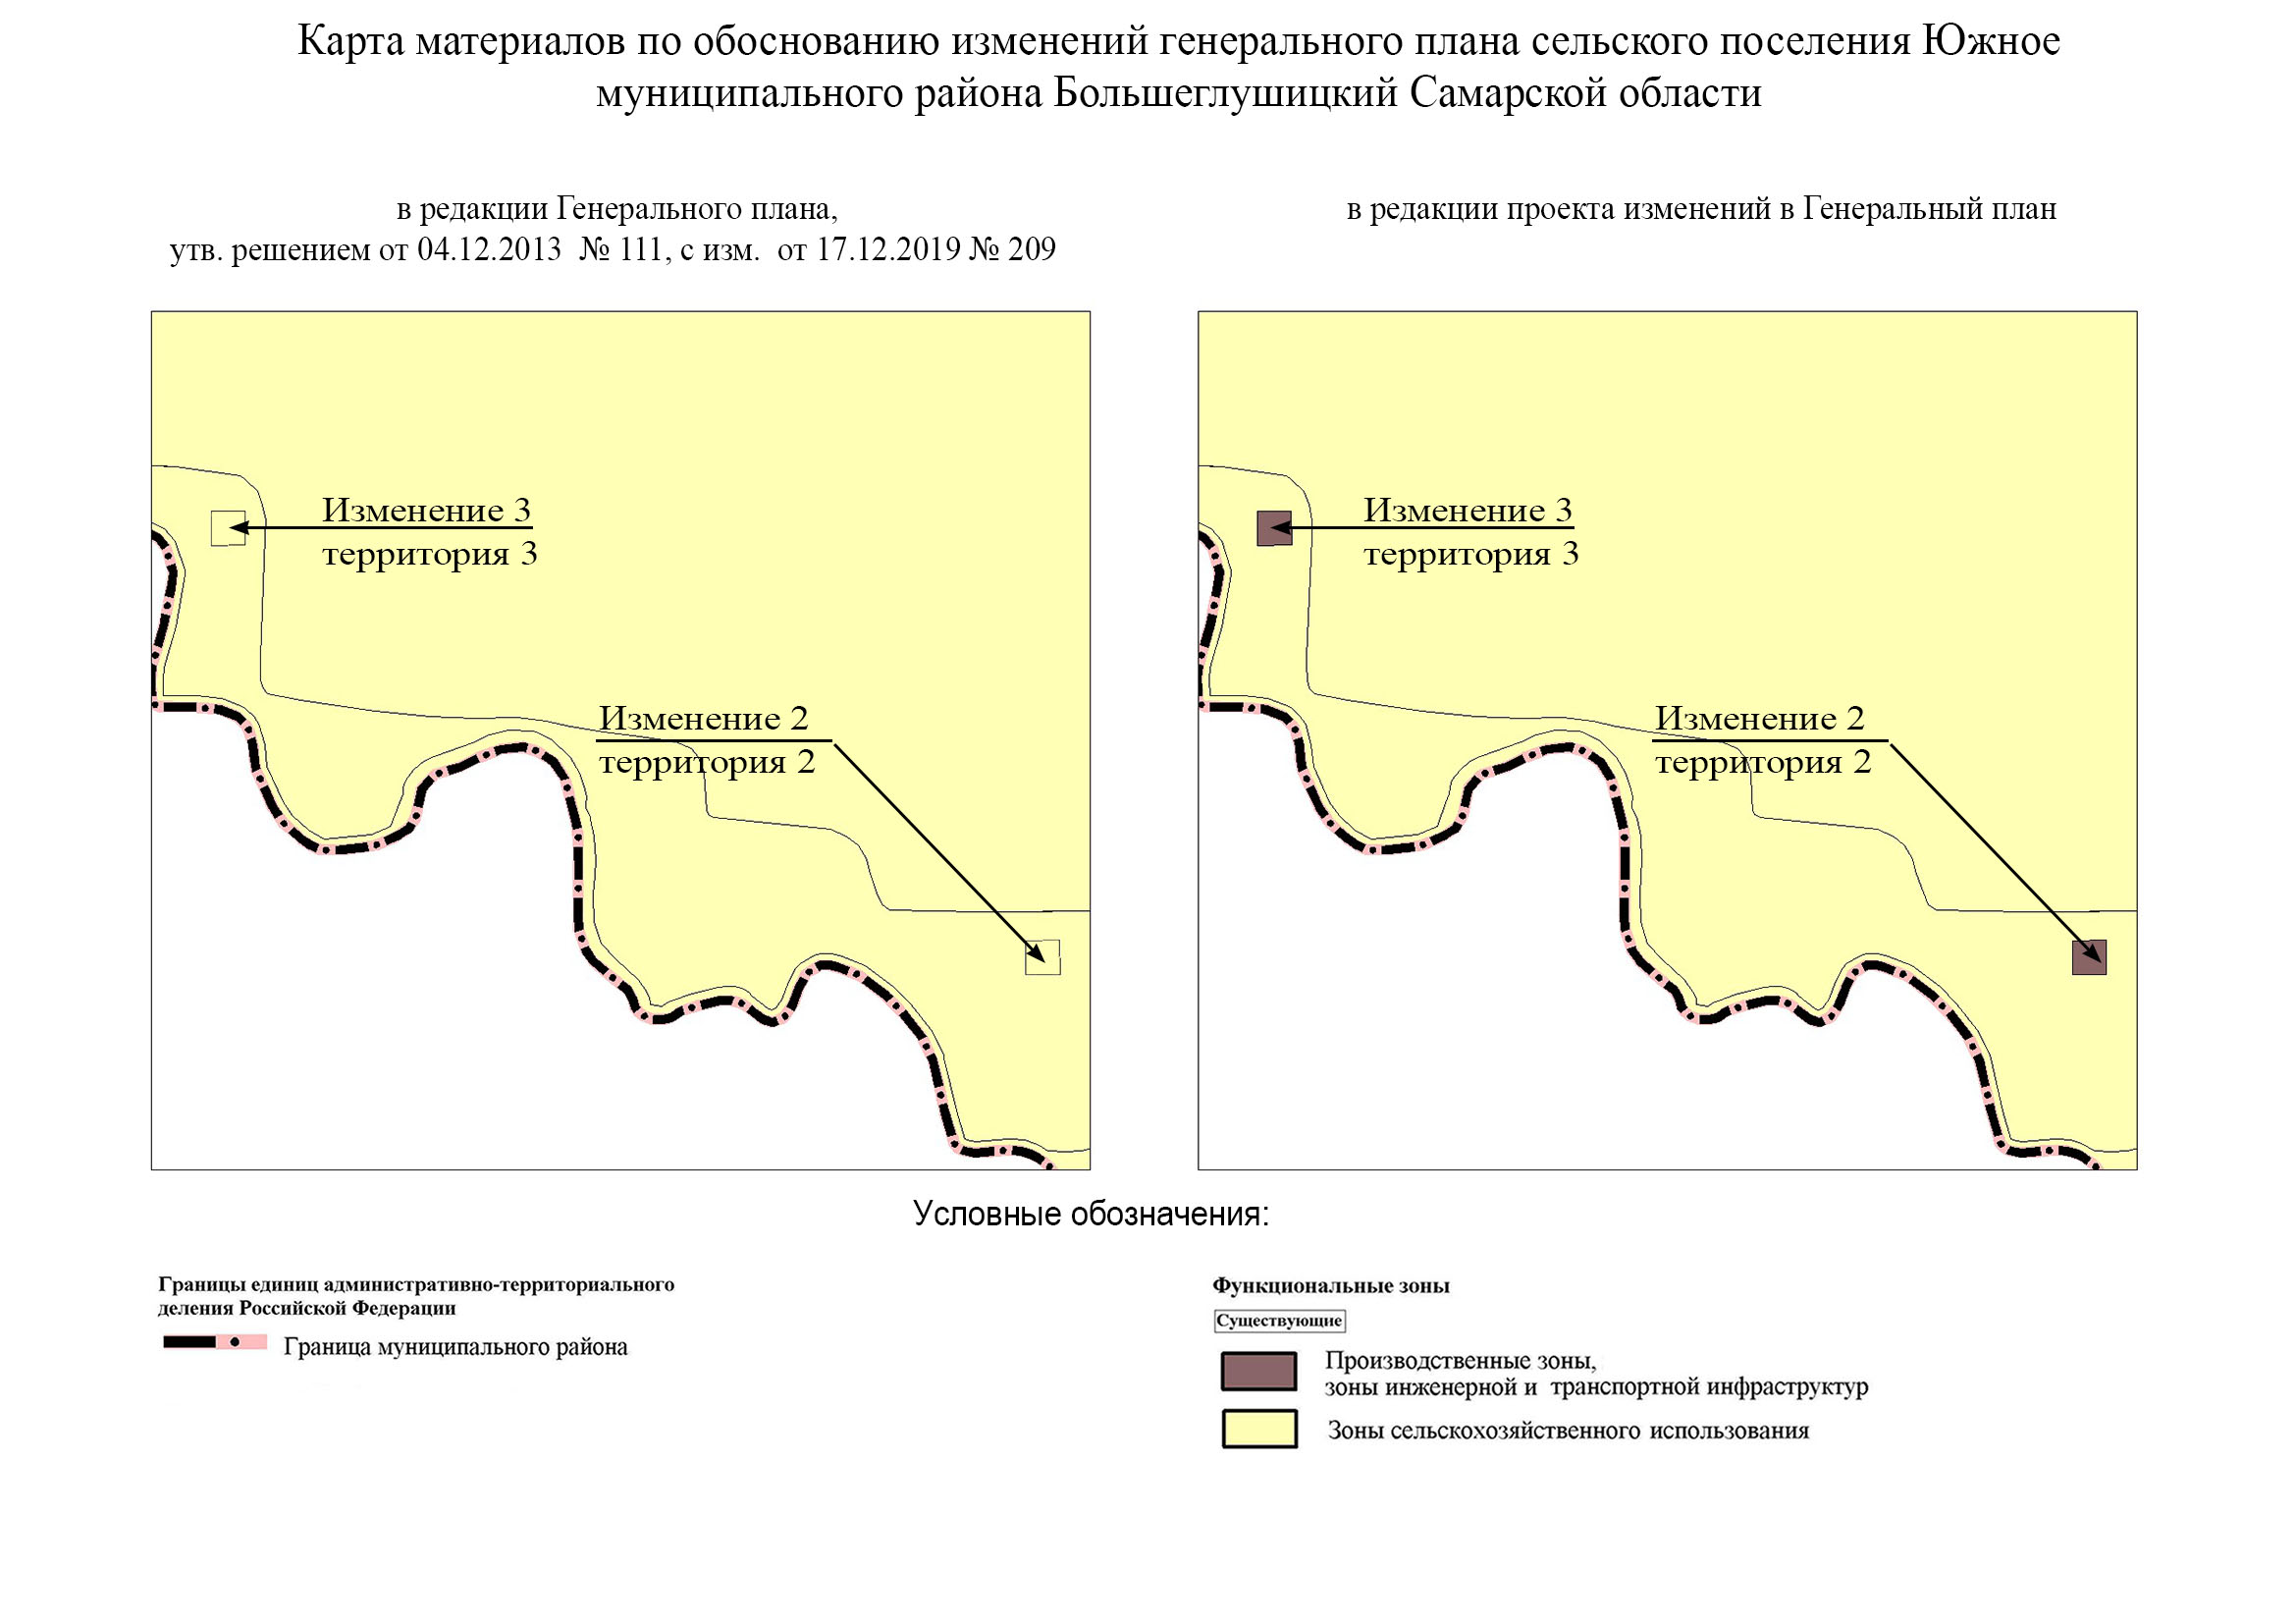 Карта материалов по обоснованию изменений генерального плана сельского поселения Южное
муниципального района Большеглушицкий Самарской области
в редакции Генерального плана,
утв. решением от 04.12.2013 № 111, с изм. от 17.12.2019 № 209
в редакции проекта изменений в Генеральный план
Изменение 3
территория 3
Изменение 2
территория 2
Изменение 3
территория 3
Изменение 2
территория 2
Условные обозначения:
Границы единиц административно-территориального
деления Российской Федерации
Граница муниципального района
Функциональные зоны
Существующие
Производственные зоны,
зоны инженерной и транспортной инфраструктур
Зоны сельскохозяйственного использования